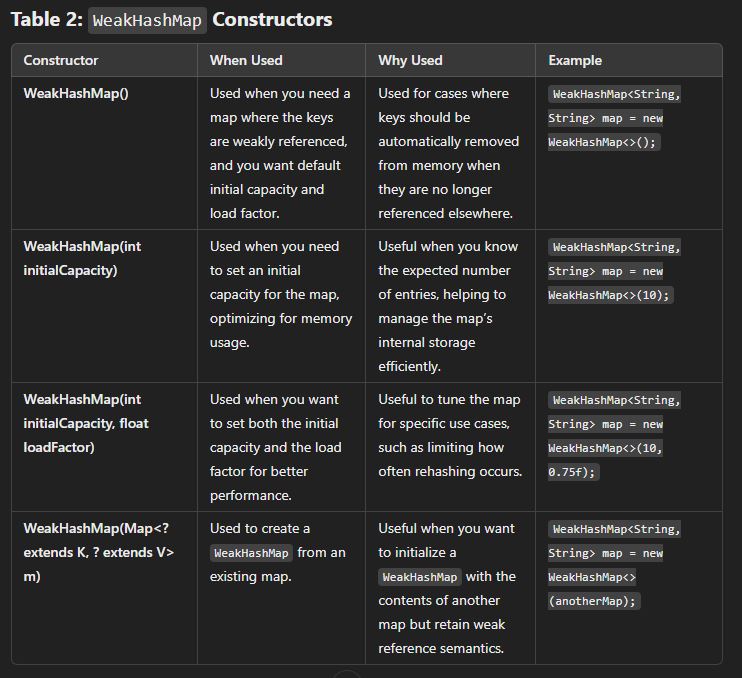 Table 2: WeakHashMap Constructors
Constructor
When Used
Why Used
Example
WeakHashMap()
Used when you need a
map where the keys
are weakly referenced,
and you want default
initial capacity and
load factor.
Used for cases where
keys should be
automatically removed
from memory when
they are no longer
referenced elsewhere.
WeakHashMap<String,
String> map = new
WeakHashMap<>();
WeakHashMap(int
initialCapacity)
Used when you need
to set an initial
capacity for the map,
optimizing for memory
usage.
Useful when you know
the expected number
of entries, helping to
manage the map's
internal storage
efficiently.
WeakHashMap<String,
String> map = new
WeakHashMap<>(10);
WeakHashMap(int
initialCapacity, float
loadFactor)
Used when you want
to set both the initial
capacity and the load
factor for better
performance.
Useful to tune the map
for specific use cases,
such as limiting how
often rehashing occurs.
WeakHashMap<String,
String> map = new
WeakHashMap<>(10,
0.75f);
WeakHashMap(Map<?
extends K, ? extends V>
m)
Used to create a
WeakHashMap from an
existing map.
Useful when you want
to initialize a
WeakHashMap with the
contents of another
map but retain weak
reference semantics.
WeakHashMap<String,
String> map = new
WeakHashMap<>
(anotherMap);